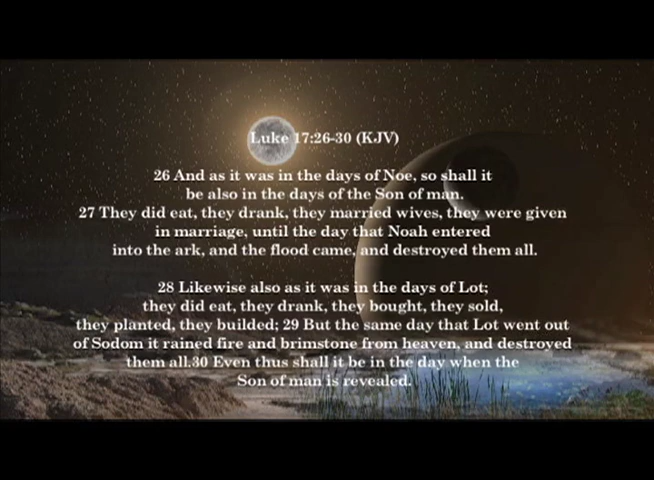 Luke 17:26-30 (KJV)
26 And as it was in the days of Noe, so shall it
be also in the days of the Son of man.
27 They did eat, they drank, they married wives, they were given
in marriage, until the day that Noah entered
into the ark, and the flood came, and destroyed them all.
28 Likewise also as it was in the days of Lot;
they did eat, they drank, they bought, they sold,
they planted, they builded; 29 But the same day that Lot went out
of Sodom it rained fire and brimstone from heaven, and destroyed
them all.30 Even thus shall it be in the day when the
Son of man is revealed.